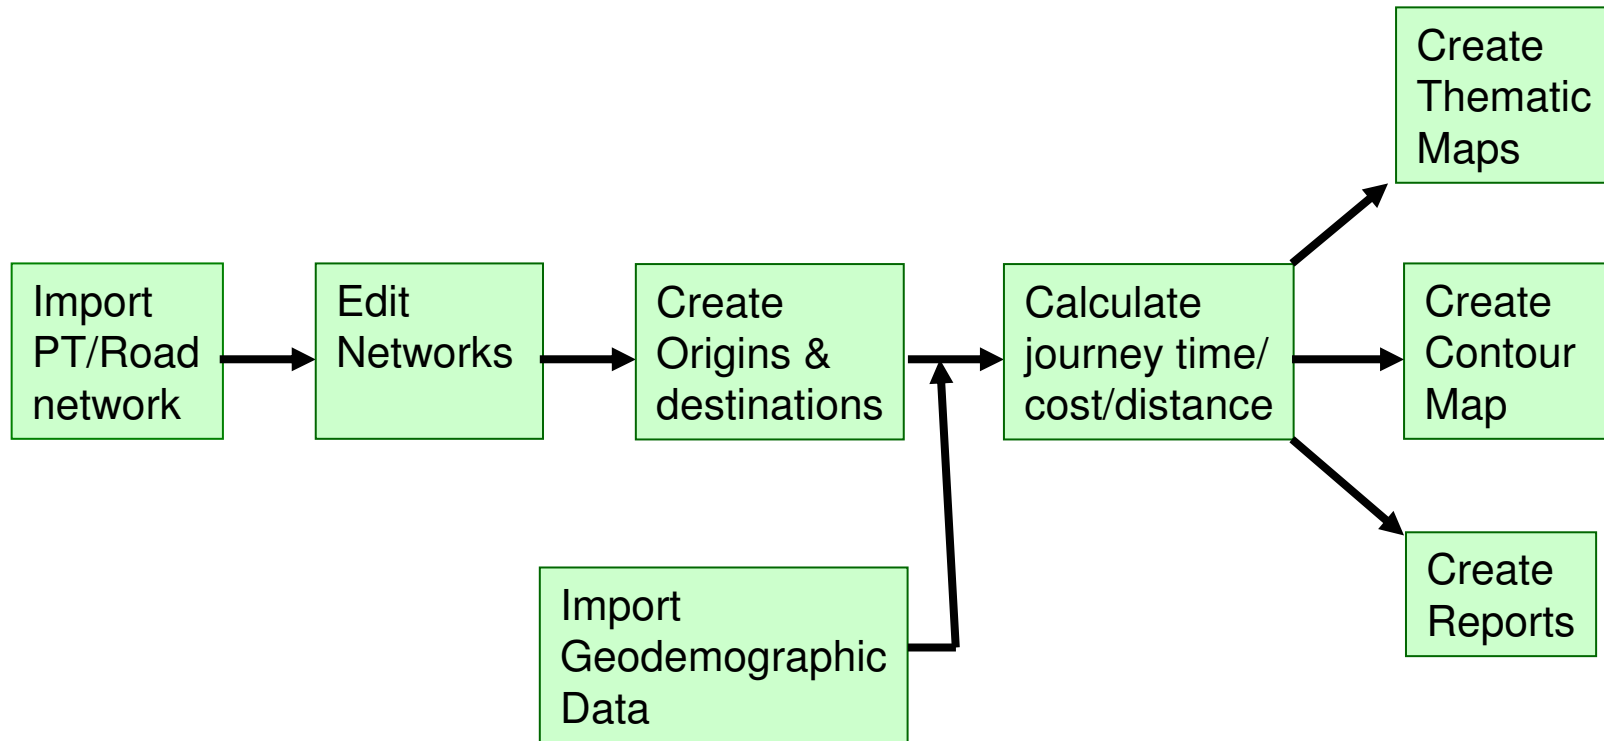 Import
PT/Road
network
Edit
Networks
Create
Origins &
destinations
Import
Geodemographic
Data
Calculate
journey time/
cost/distance
Create
Thematic
Maps
Create
Contour
Map
Create
Reports